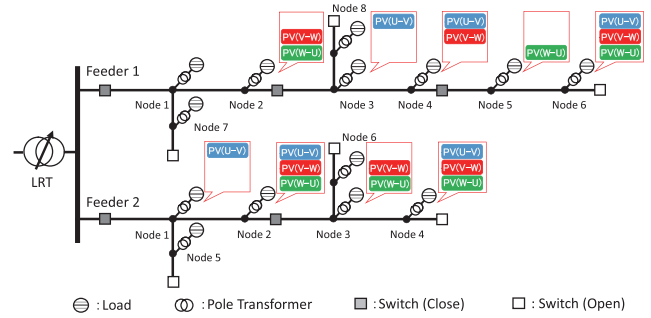 Node 8
PV(V-W)
PV(W-U)
PV(U-V)
PV(U-V)
PV(V-W)
PV(W-U)
PV(U-V)
PV(V-W)
PV(W-U)
Feeder 1
Node 1
Node 2
Node 3
Node 4
Node 5
Node 6
Node 7
LRT
Node 6
PV(U-V)
PV(U-V)
PV(V-W)
PV(W-U)
PV(V-W)
PV(W-U)
PV(U-V)
PV(V-W)
PV(W-U)
Feeder 2
Node 1
Node 2
Node 3
Node 4
Node 5
: Load
: Pole Transformer
: Switch (Close)
: Switch (Open)